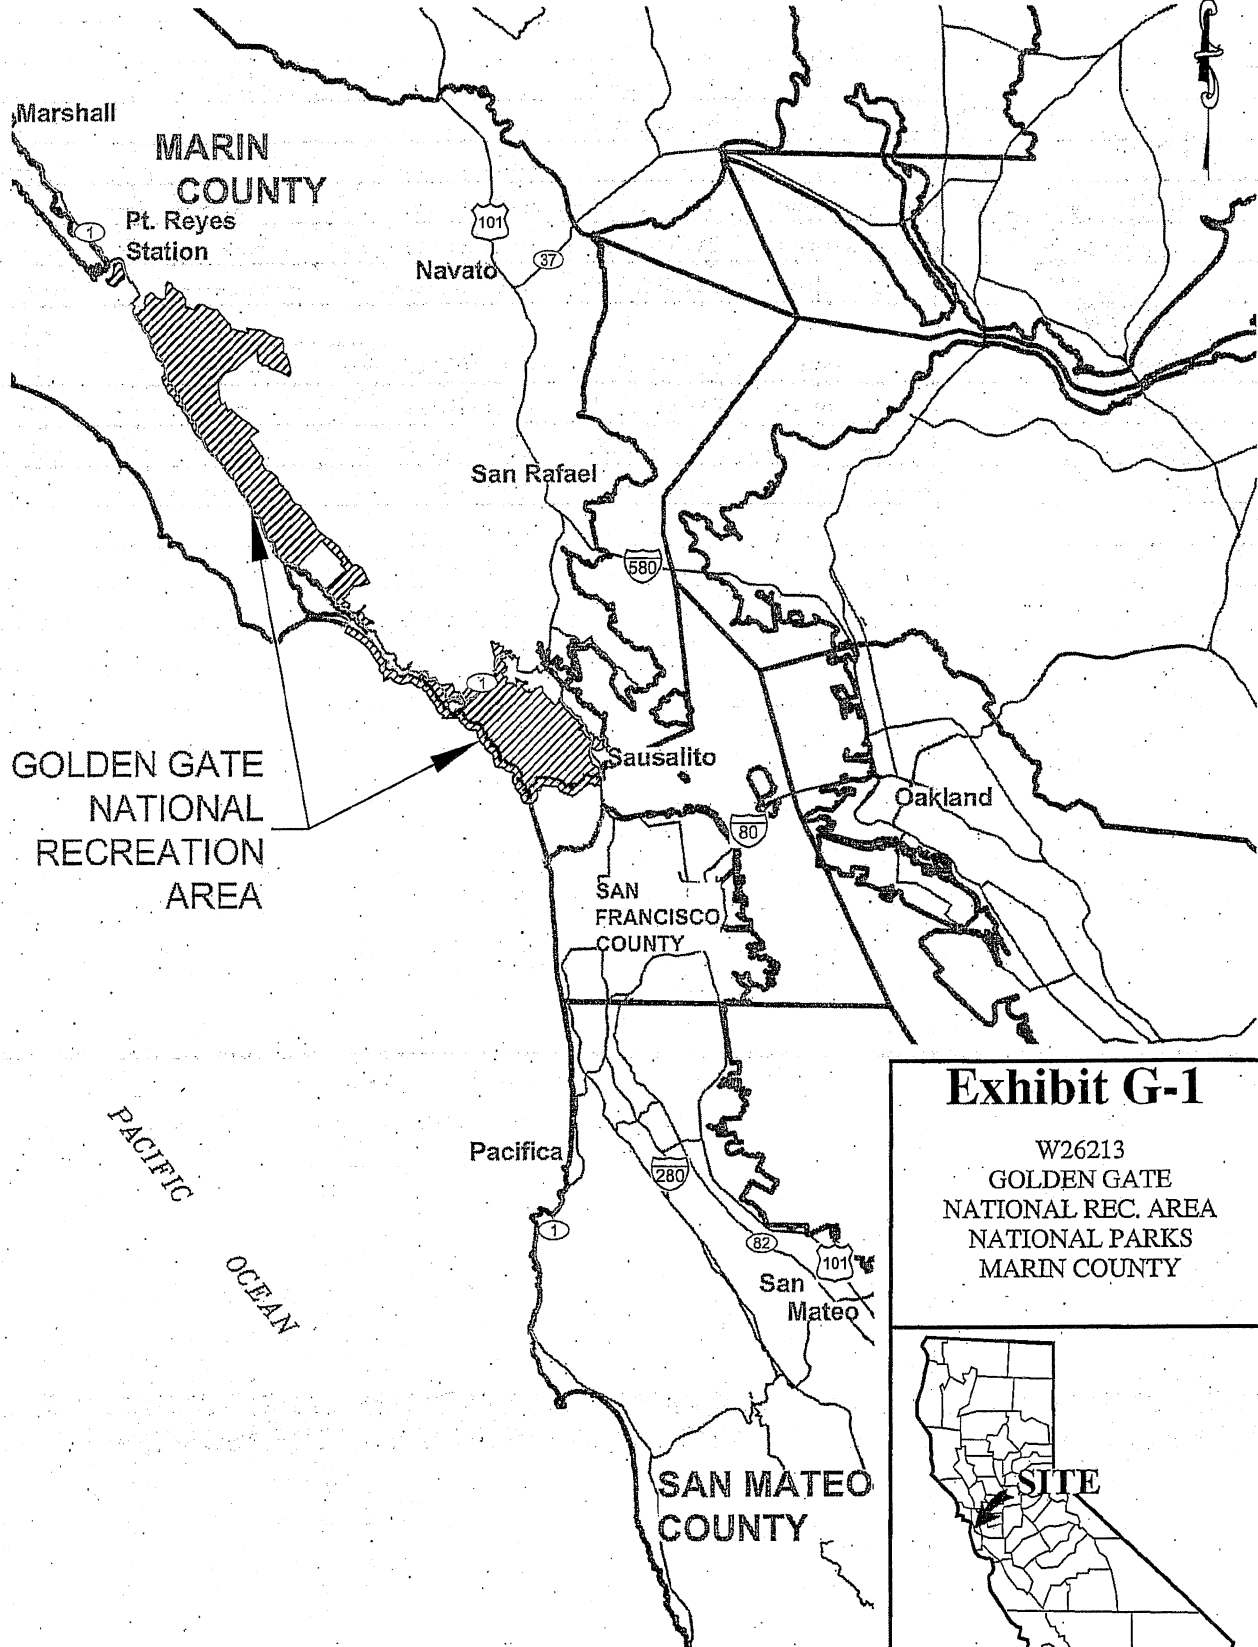 Marshall
MARIN
COUNTY
1
Pt. Reyes
Station
101
Navato
37
San Rafael
580
1
GOLDEN GATE
NATIONAL
RECREATION
AREA
Sausalito
Oakland
80
SAN
FRANCISCO
COUNTY
PACIFIC
OCEAN
Pacifica
280
1
82
101
San
Mateo
SAN MATEO
COUNTY
Exhibit G-1
W26213
GOLDEN GATE
NATIONAL REC. AREA
NATIONAL PARKS
MARIN COUNTY
SITE